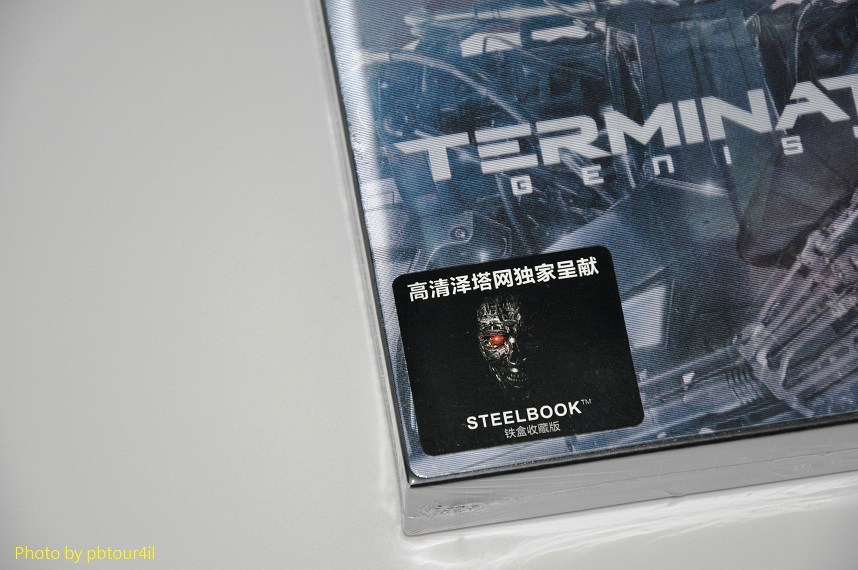 TERMINAT
GENIS
高清泽塔网独家呈献
STEELBOOK™
铁盒收藏版
Photo by pbtour4il